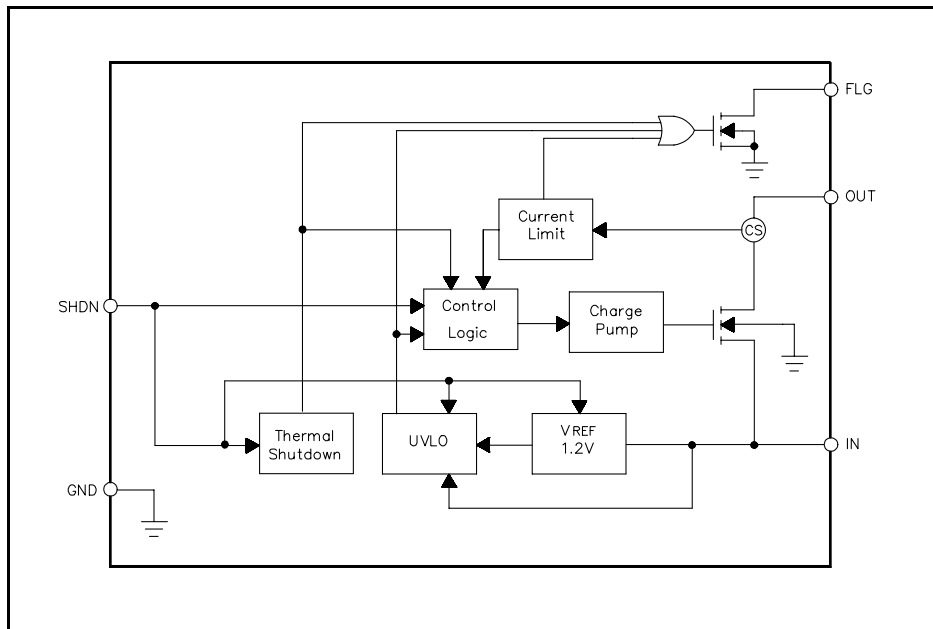 FLG
OUT
Current
Limit
CS
SHDN
Control
Logic
Charge
Pump
Thermal
Shutdown
UVLO
VREF
1.2V
IN
GND